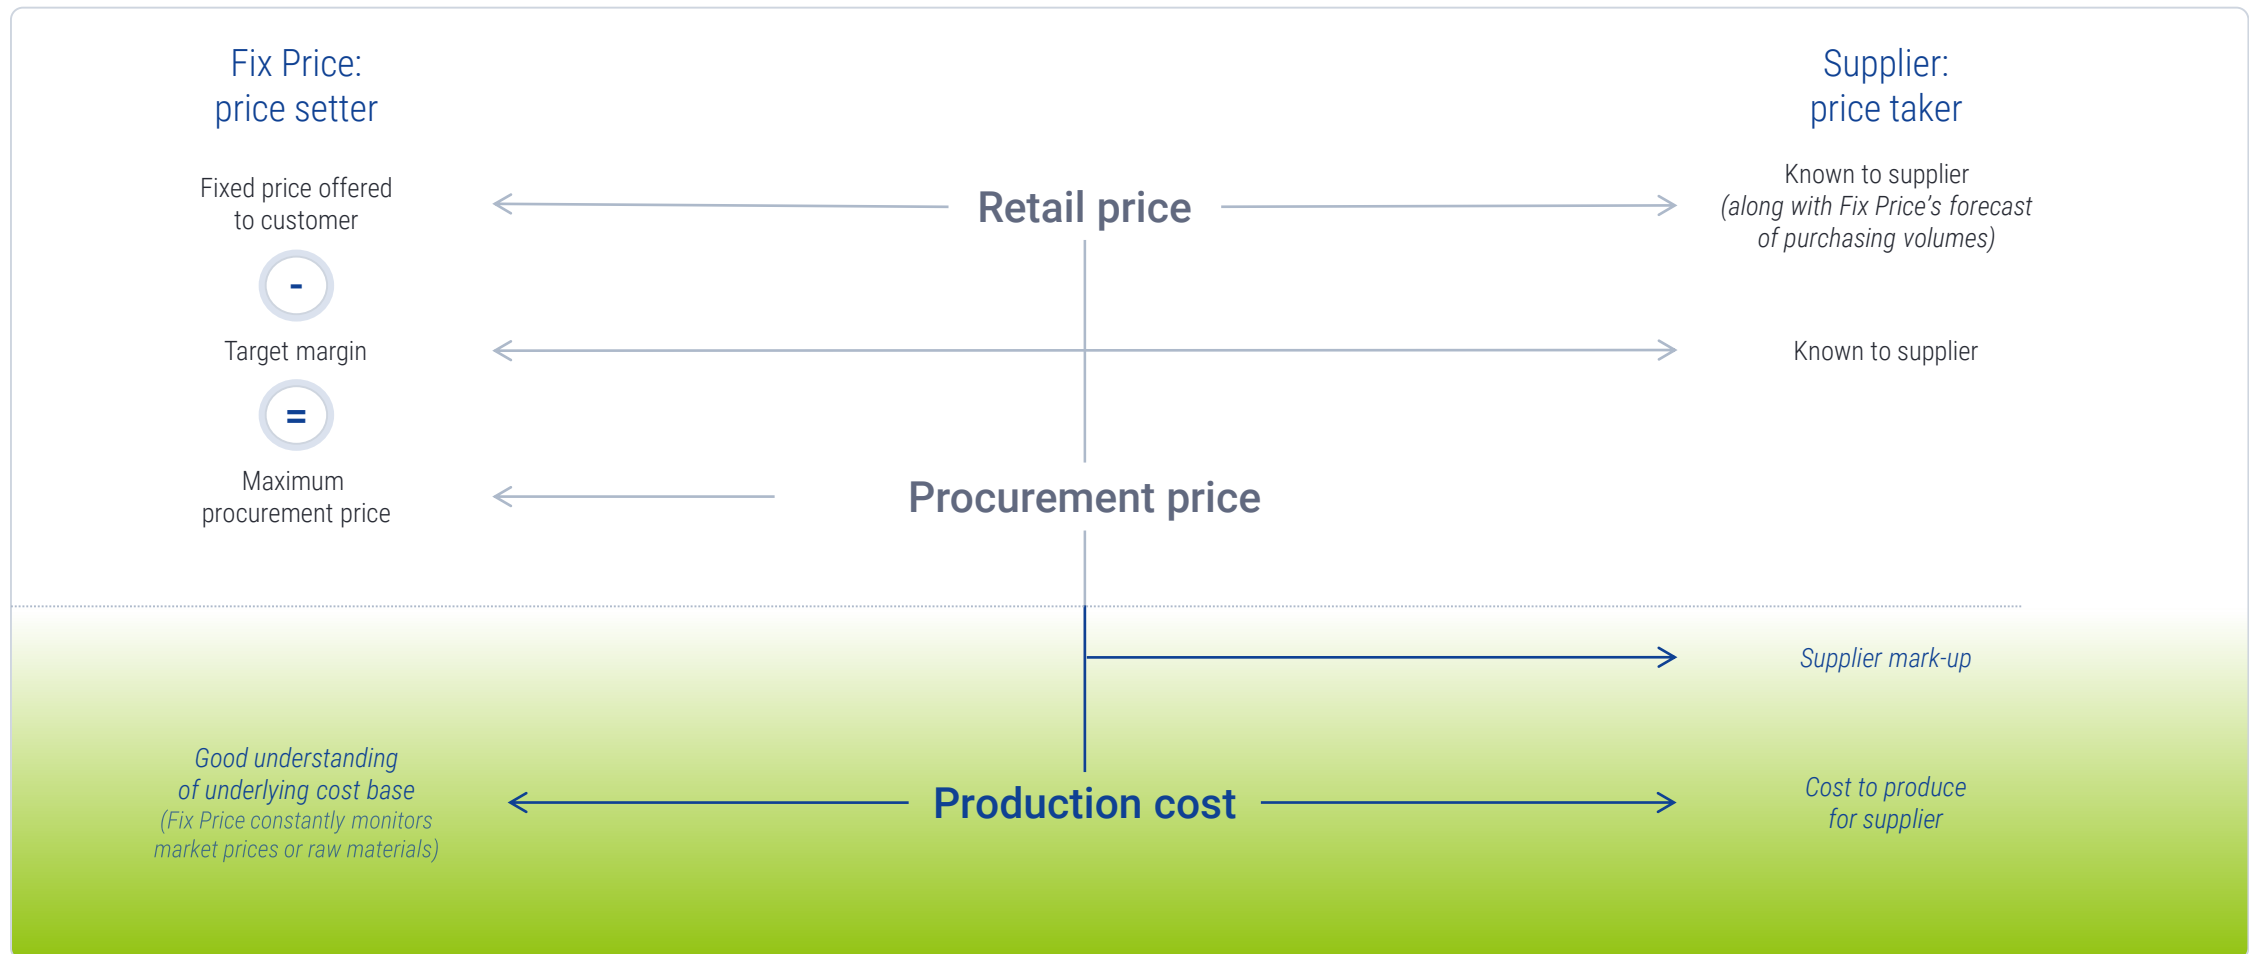 Fix Price:
price setter
Supplier:
price taker
Fixed price offered
to customer
Retail price
Known to supplier
(along with Fix Price’s forecast
of purchasing volumes)
-
Target margin
Known to supplier
=
Maximum
procurement price
Procurement price
Supplier mark-up
Good understanding
of underlying cost base
(Fix Price constantly monitors
market prices or raw materials)
Production cost
Cost to produce
for supplier